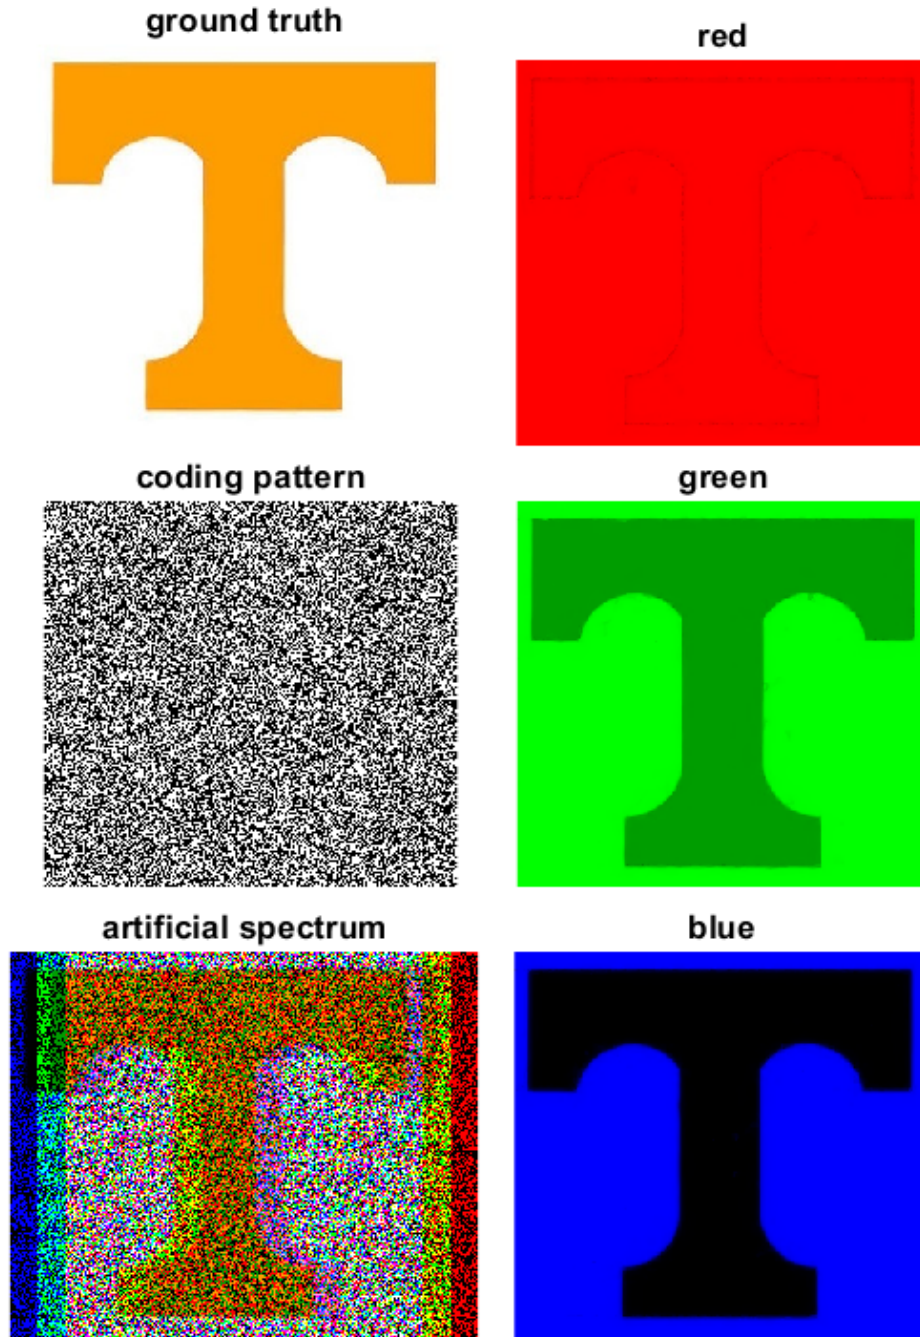 ground truth
red
coding pattern
green
artificial spectrum
blue